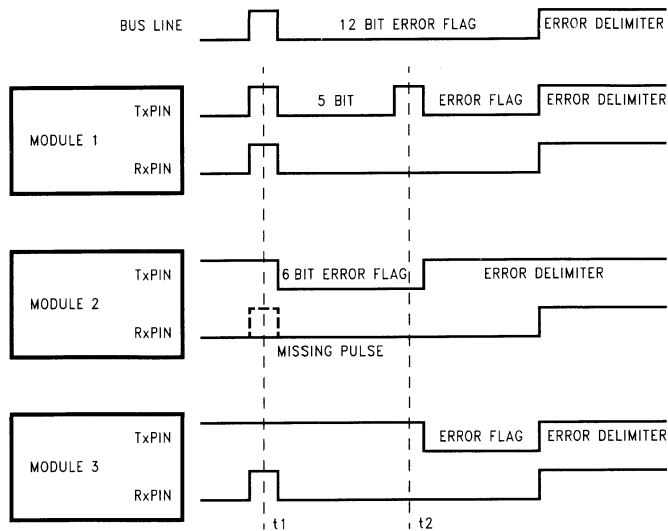 BUS LINE 12 BIT ERROR FLAG ERROR DELIMITER
TxPIN 5 BIT ERROR FLAG ERROR DELIMITER
MODULE 1
RxPIN
TxPIN 6 BIT ERROR FLAG ERROR DELIMITER
MODULE 2
RxPIN
MISSING PULSE
TxPIN ERROR FLAG ERROR DELIMITER
MODULE 3
RxPIN
t1 t2